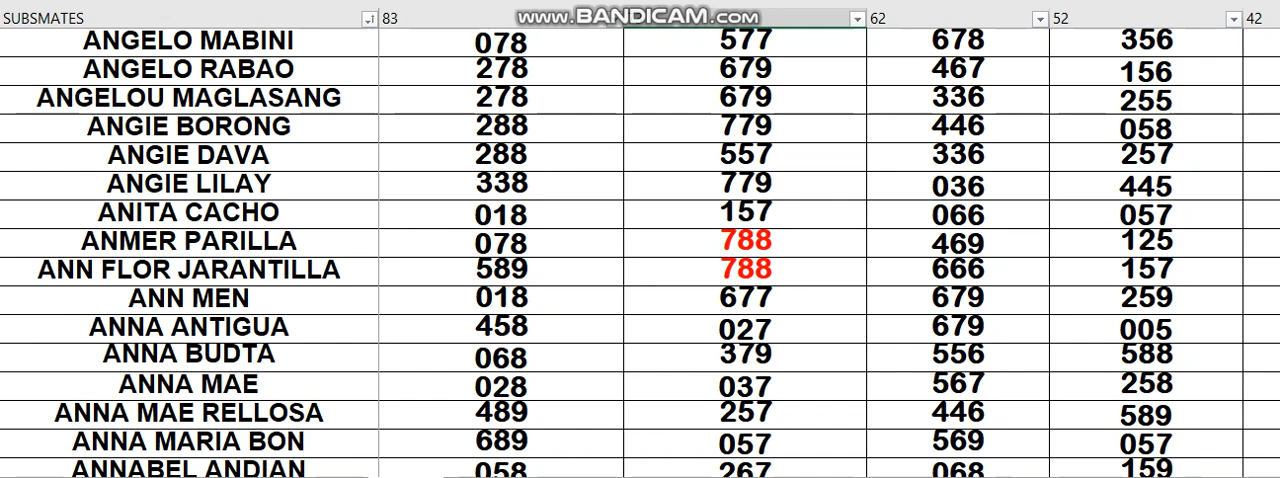 SUBSMATES 83 www.BANDICAM.com 62 52 42
ANGELO MABINI 078 577 678 356
ANGELO RABAO 278 679 467 156
ANGELOU MAGLASANG 278 679 336 255
ANGIE BORONG 288 779 446 058
ANGIE DAVA 288 557 336 257
ANGIE LILAY 338 779 036 445
ANITA CACHO 018 157 066 057
ANMER PARILLA 078 788 469 125
ANN FLOR JARANTILLA 589 788 666 157
ANN MEN 018 677 679 259
ANNA ANTIGUA 458 027 679 005
ANNA BUDTA 068 379 556 588
ANNA MAE 028 037 567 258
ANNA MAE RELLOSA 489 257 446 589
ANNA MARIA BON 689 057 569 057
ANNABEL ANDIAN 058 267 068 159